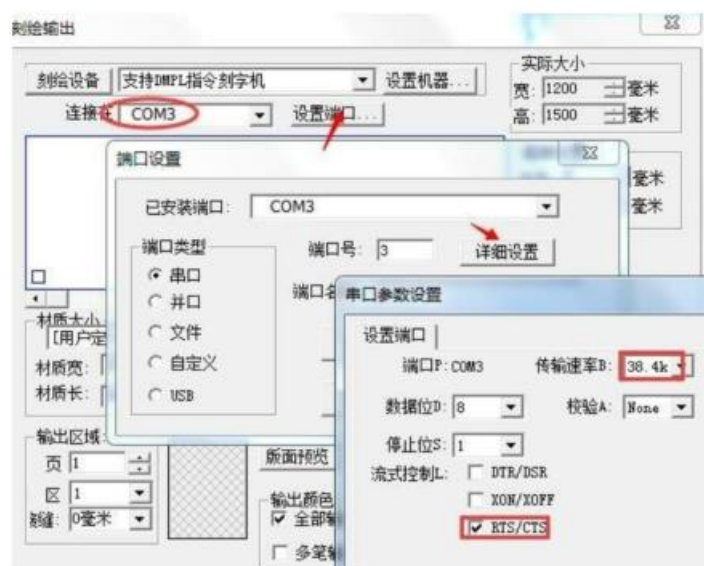 刻绘输出
刻绘设备 支持DMPL指令刻字机 设置机器...
连接在 COM3 设置端口...
实际大小
宽: 1200 毫米
高: 1500 毫米
毫米
毫米
端口设置
已安装端口: COM3
端口类型
串口
并口
文件
自定义
USB
端口号: 3 详细设置
端口名
串口参数设置
设置端口
端口P: COM3 传输速率B: 38.4k
数据位D: 8 校验A: None
停止位S: 1
流式控制L: DTR/DSR
XON/XOFF
RTS/CTS
材质大小
[用户定
材质宽:
材质长:
输出区域
页 1
区 1
0毫米
版面预览
输出颜色
全部输
多笔输